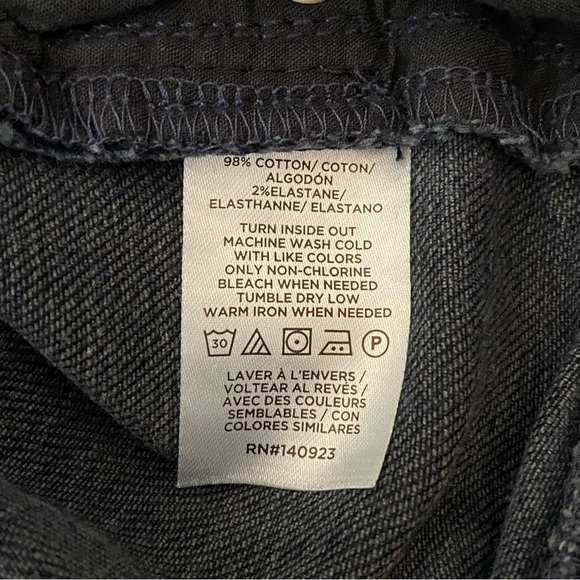 98% COTTON/ COTON/
ALGODÓN
2%ELASTANE/
ELASTHANNE/ ELASTANO
TURN INSIDE OUT
MACHINE WASH COLD
WITH LIKE COLORS
ONLY NON-CHLORINE
BLEACH WHEN NEEDED
TUMBLE DRY LOW
WARM IRON WHEN NEEDED
30 P
LAVER À L'ENVERS /
VOLTEAR AL REVÉS /
AVEC DES COULEURS
SEMBLABLES / CON
COLORES SIMILARES
RN#140923